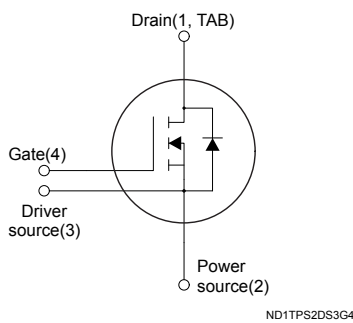 Drain(1, TAB)
Gate(4)
Driver
source(3)
Power
source(2)
ND1TPS2DS3G4